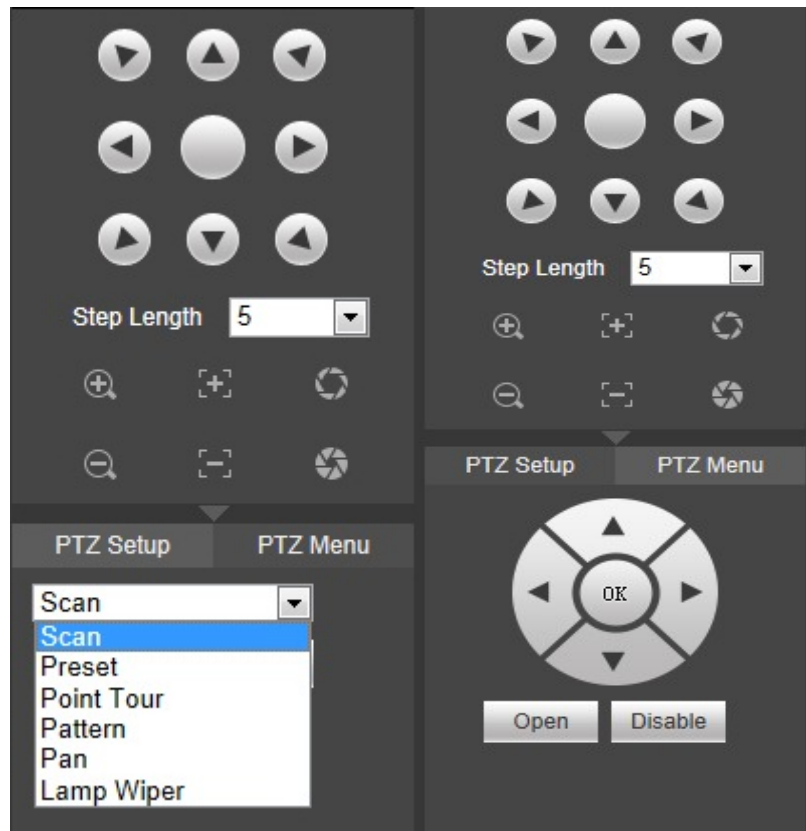 Step Length 5
PTZ Setup PTZ Menu
Scan
Scan
Preset
Point Tour
Pattern
Pan
Lamp Wiper
Step Length 5
PTZ Setup PTZ Menu
OK
Open Disable